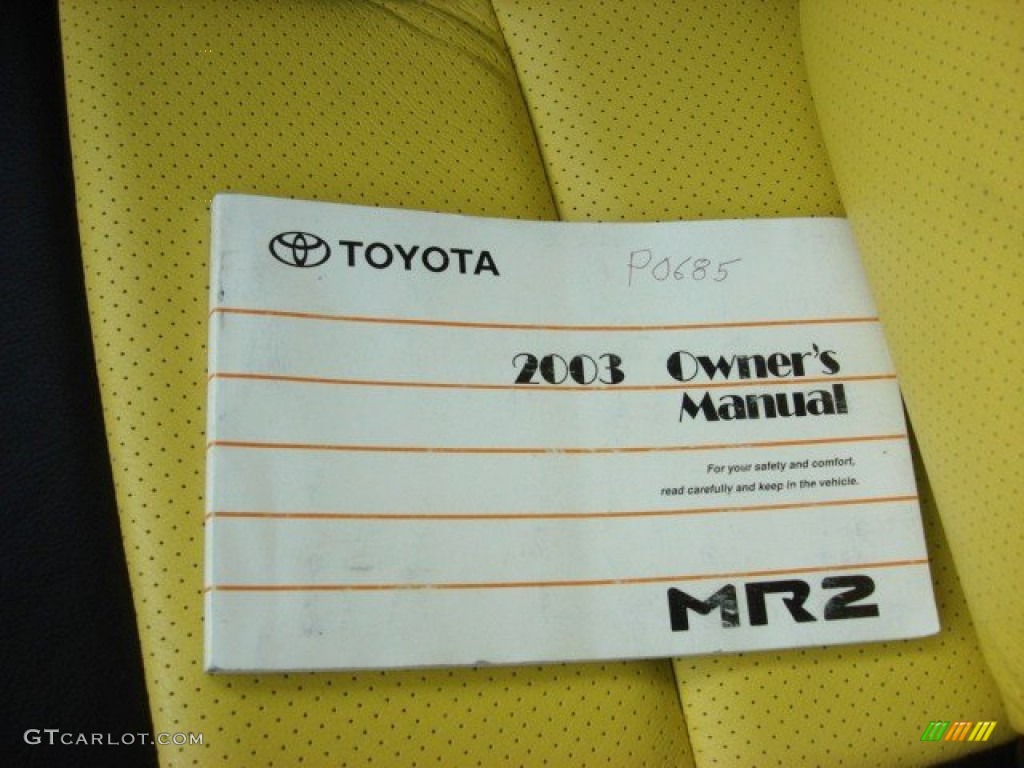 TOYOTA
P0685
2003 Owner's
Manual
For your safety and comfort,
read carefully and keep in the vehicle.
MR2
GTCARLOT.COM